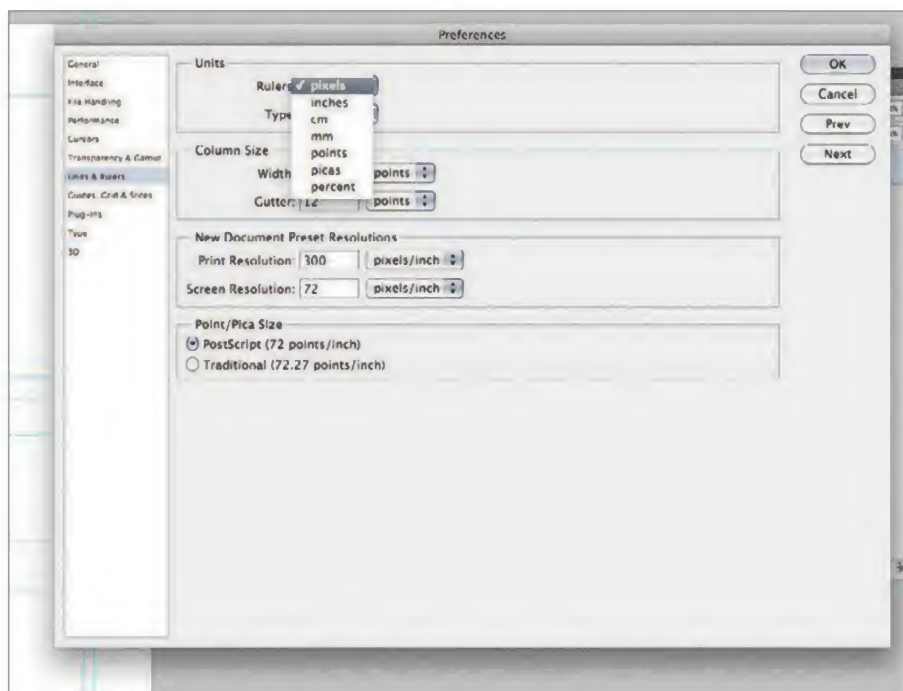 Preferences
General
Interface
File Handling
Performance
Cursors
Transparency & Gamut
Units & Rulers
Guides, Grid & Slices
Plug-Ins
Type
3D
Units
Rulers ✓ pixels
inches
Type
cm
mm
points
picas
percent
Column Size
Width
points
Gutter: 12 points
New Document Preset Resolutions
Print Resolution: 300 pixels/inch
Screen Resolution: 72 pixels/inch
Point/Pica Size
PostScript (72 points/inch)
Traditional (72.27 points/inch)
OK
Cancel
Prev
Next